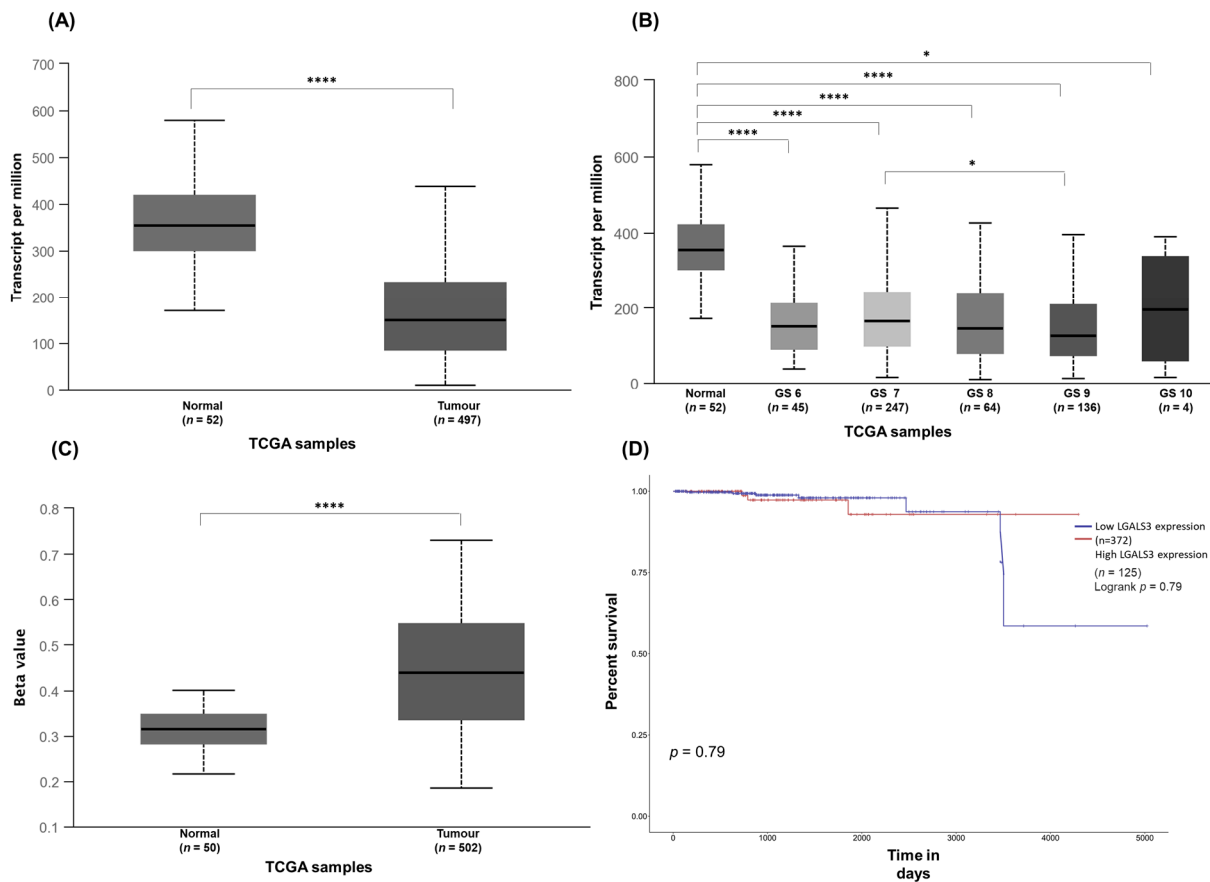 (A)
700
600
500
400
300
200
100
0
Transcript per million
****
Normal
(n = 52)
Tumour
(n = 497)
TCGA samples
(B)
800
600
400
200
0
Transcript per million
*
****
****
****
****
*
Normal
(n = 52)
GS 6
(n = 45)
GS 7
(n = 247)
GS 8
(n = 64)
GS 9
(n = 136)
GS 10
(n = 4)
TCGA samples
(C)
0.8
0.7
0.6
0.5
0.4
0.3
0.2
0.1
Beta value
****
Normal
(n = 50)
Tumour
(n = 502)
TCGA samples
(D)
1.00
0.75
0.50
0.25
0.00
Percent survival
Low LGALS3 expression
(n=372)
High LGALS3 expression
(n = 125)
Logrank p = 0.79
p = 0.79
0
1000
2000
3000
4000
5000
Time in
days